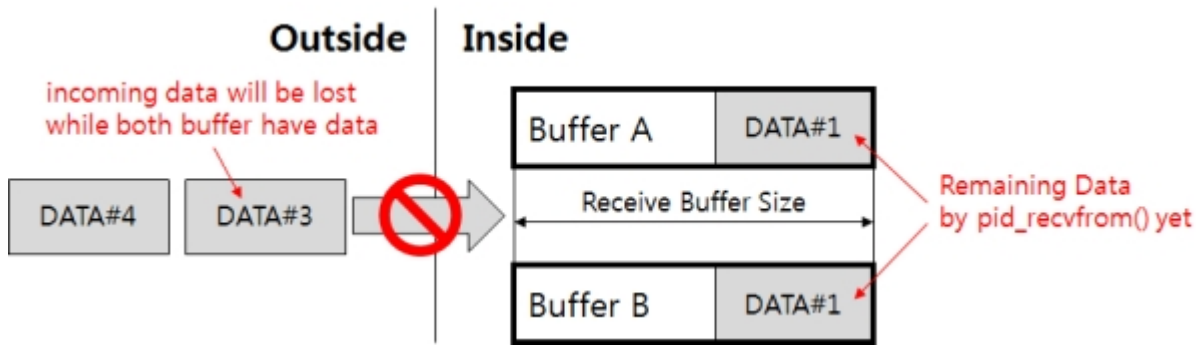 Outside
Inside
incoming data will be lost
while both buffer have data
Buffer A
DATA#1
DATA#4
DATA#3
Receive Buffer Size
Remaining Data
by pid_recvfrom() yet
Buffer B
DATA#1